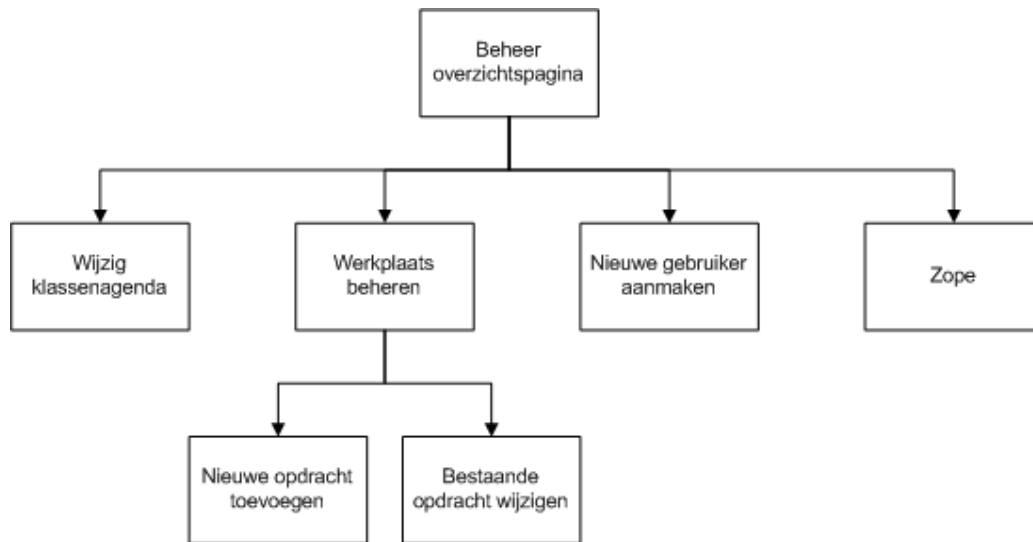 Beheer
overzichtspagina
Wijzig
klassenagenda
Werkplaats
beheren
Nieuwe gebruiker
aanmaken
Zope
Nieuwe opdracht
toevoegen
Bestaande
opdracht wijzigen